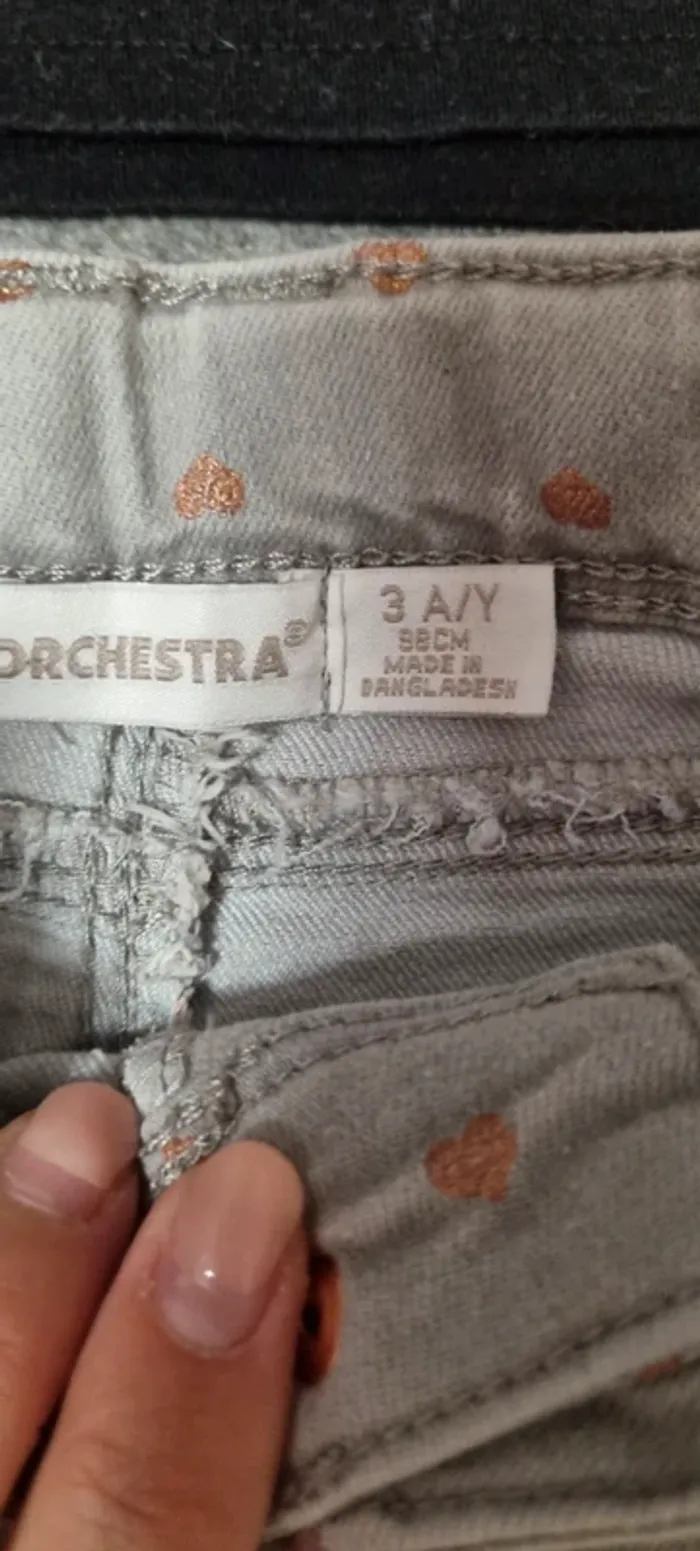 ORCHESTRA®
3 A/Y
98CM
MADE IN
BANGLADESH